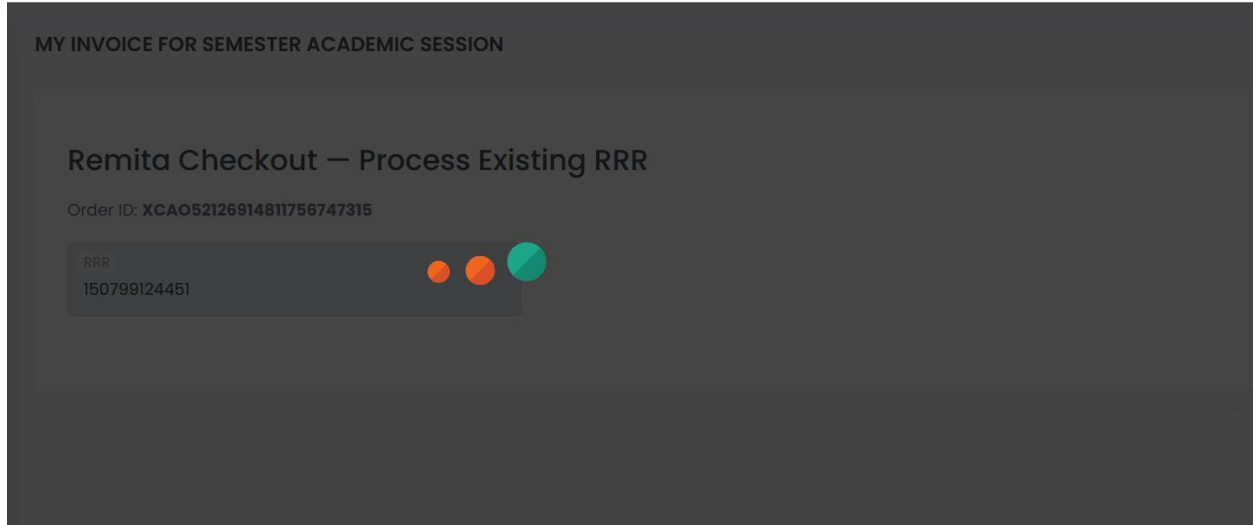 MY INVOICE FOR SEMESTER ACADEMIC SESSION
Remita Checkout — Process Existing RRR
Order ID: XCAO52126914811756747315
RRR
150799124451